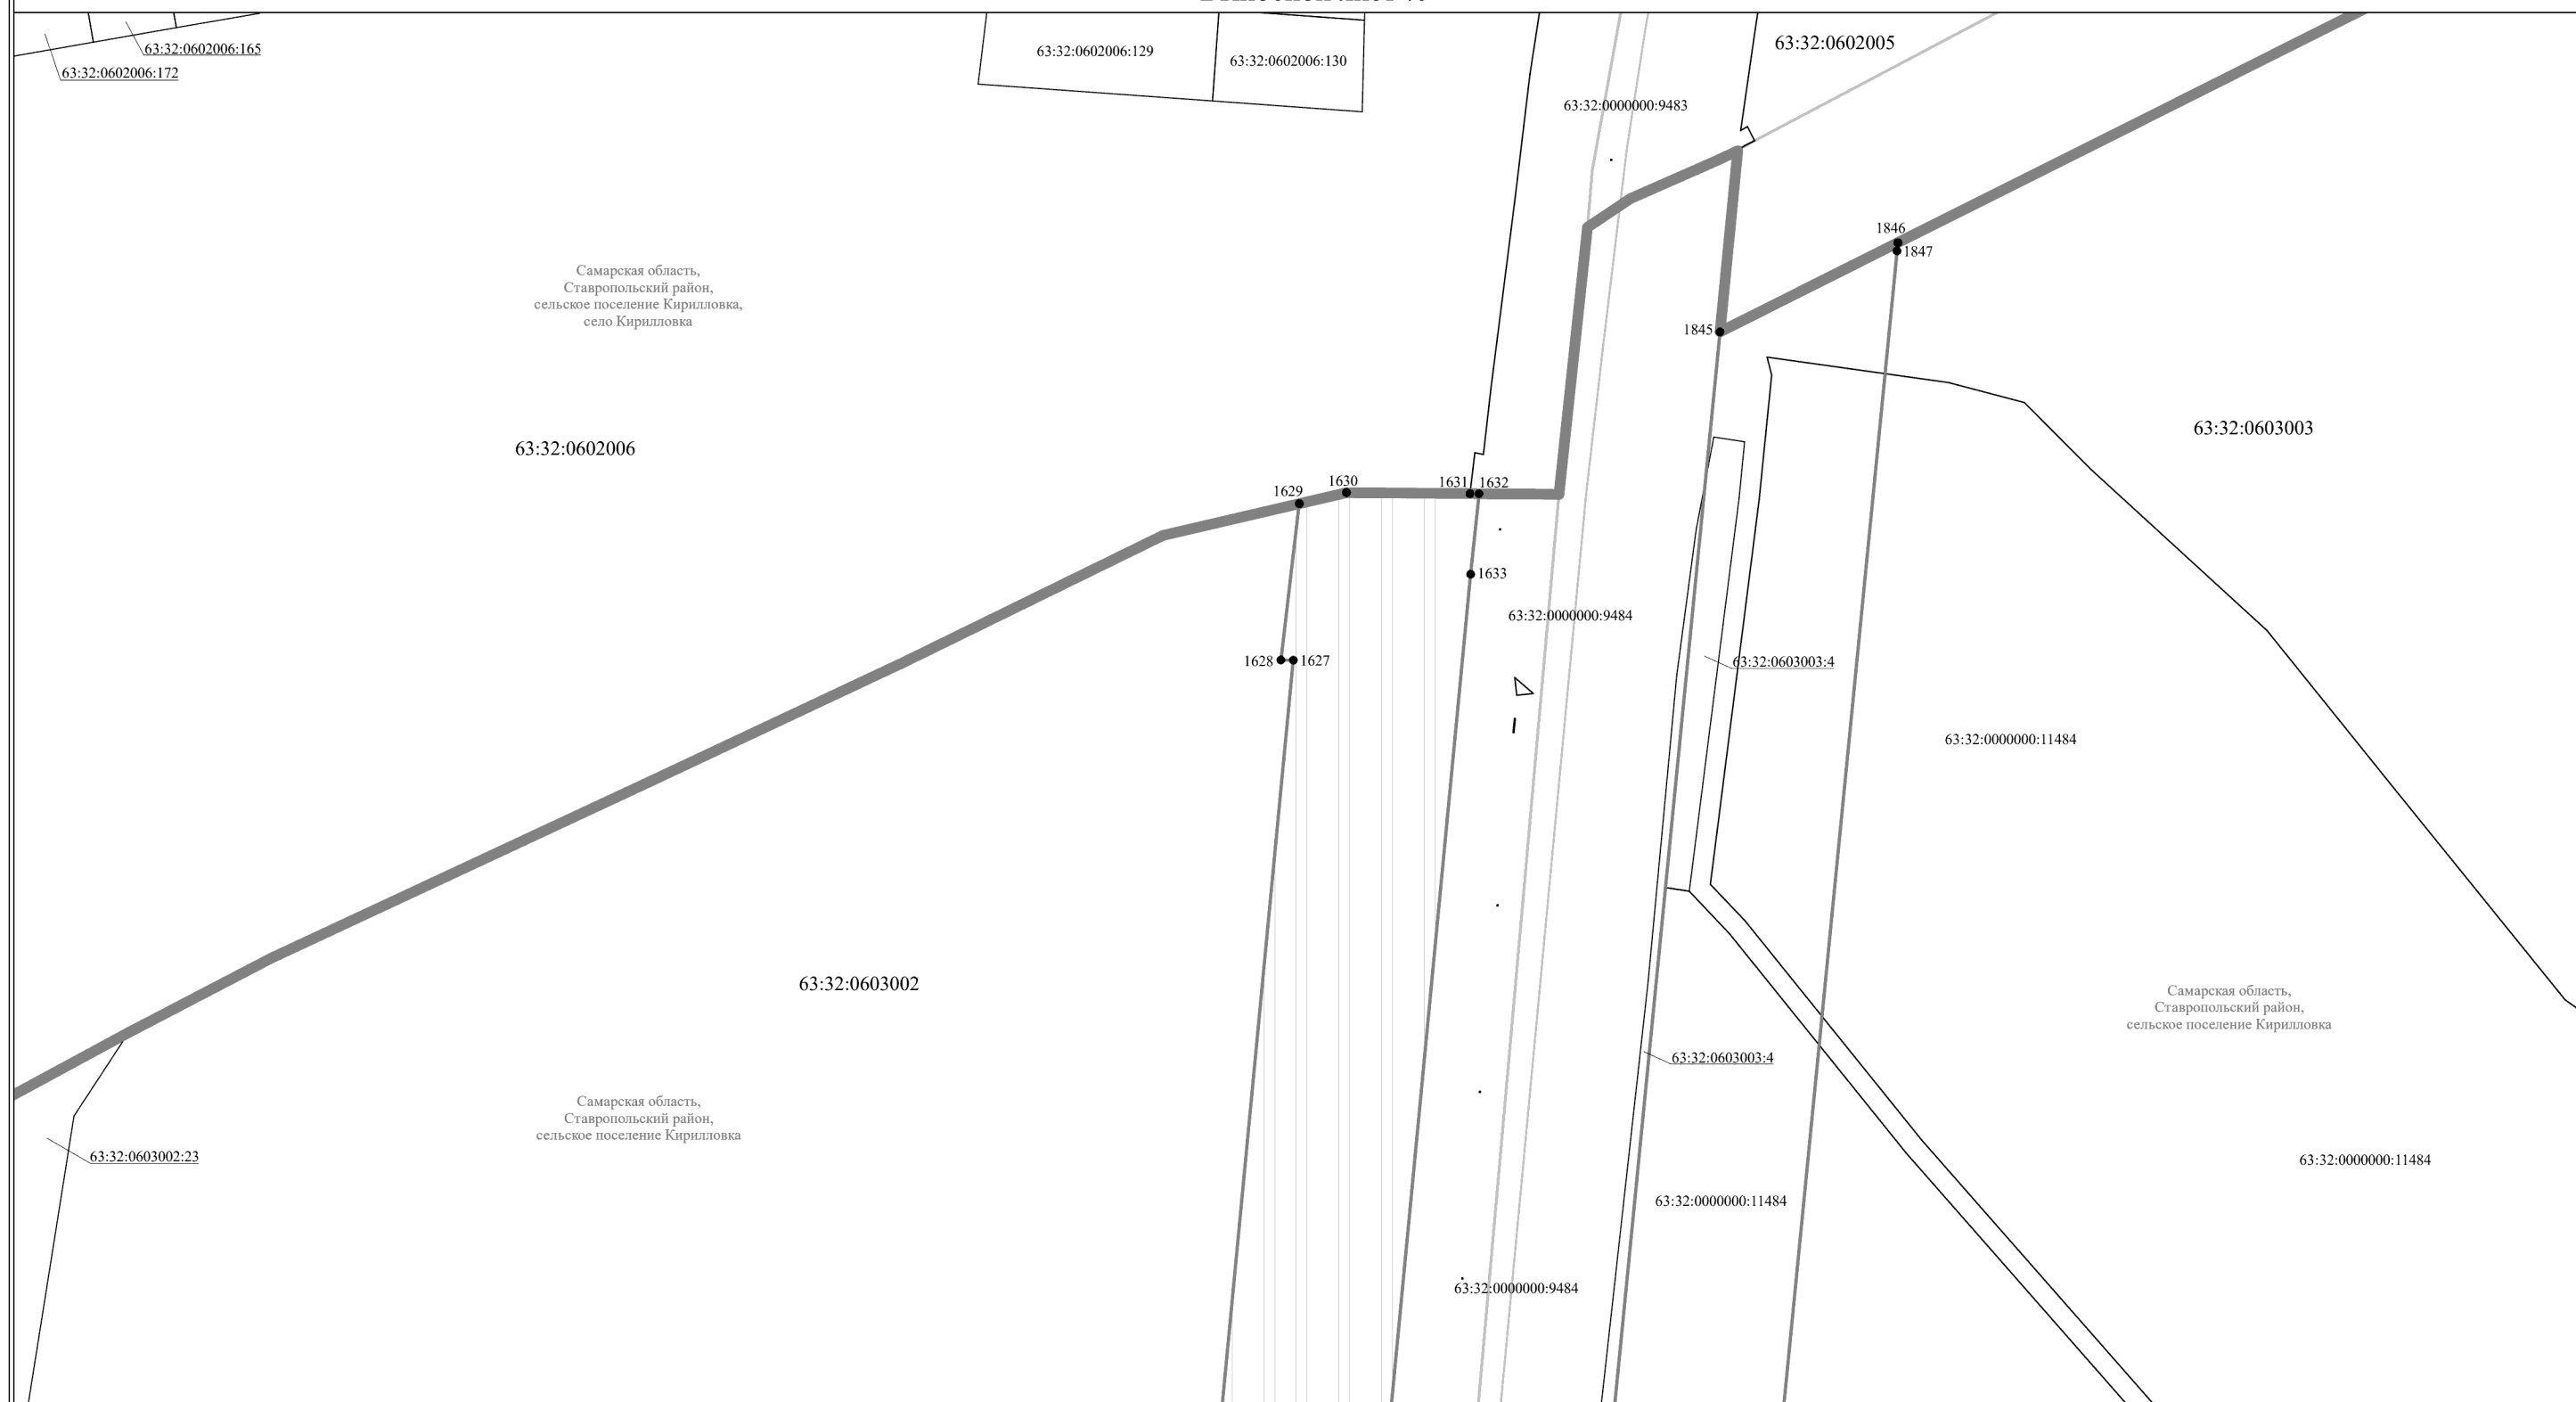 63:32:0602006:165
63:32:0602006:172
63:32:0602006:129
63:32:0602006:130
63:32:0602005
63:32:0000000:9483
1846
1847
Самарская область,
Ставропольский район,
сельское поселение Кирилловка,
село Кирилловка
1845
63:32:0602006
63:32:0603003
1629
1630
1631
1632
1633
63:32:0000000:9484
1628
1627
63:32:0603003:4
63:32:0000000:11484
63:32:0603002
Самарская область,
Ставропольский район,
сельское поселение Кирилловка
63:32:0603003:4
Самарская область,
Ставропольский район,
сельское поселение Кирилловка
63:32:0603002:23
63:32:0000000:11484
63:32:0000000:11484
63:32:0000000:9484